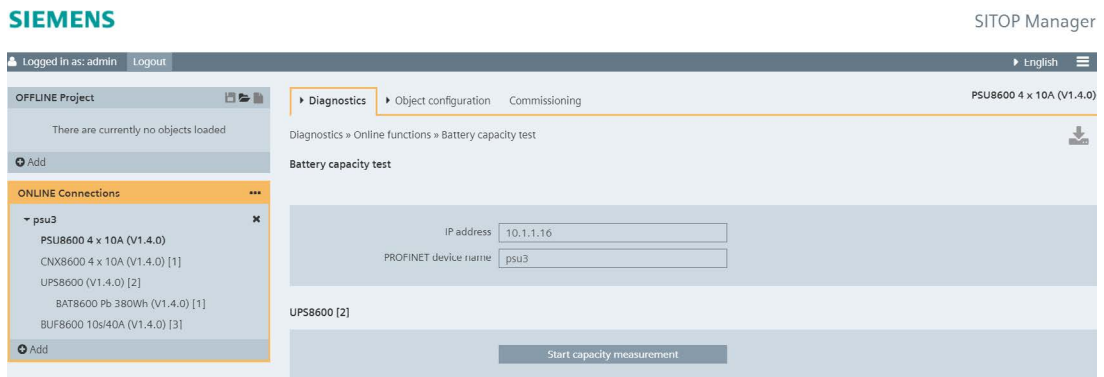 SIEMENS
SITOP Manager
Logged in as: admin Logout
English
OFFLINE Project
There are currently no objects loaded
Add
ONLINE Connections
psu3
PSU8600 4 x 10A (V1.4.0)
CNX8600 4 x 10A (V1.4.0) [1]
UPS8600 (V1.4.0) [2]
BAT8600 Pb 380Wh (V1.4.0) [1]
BUF8600 10s/40A (V1.4.0) [3]
Add
Diagnostics Object configuration Commissioning
PSU8600 4 x 10A (V1.4.0)
Diagnostics » Online functions » Battery capacity test
Battery capacity test
IP address 10.1.1.16
PROFINET device name psu3
UPS8600 [2]
Start capacity measurement